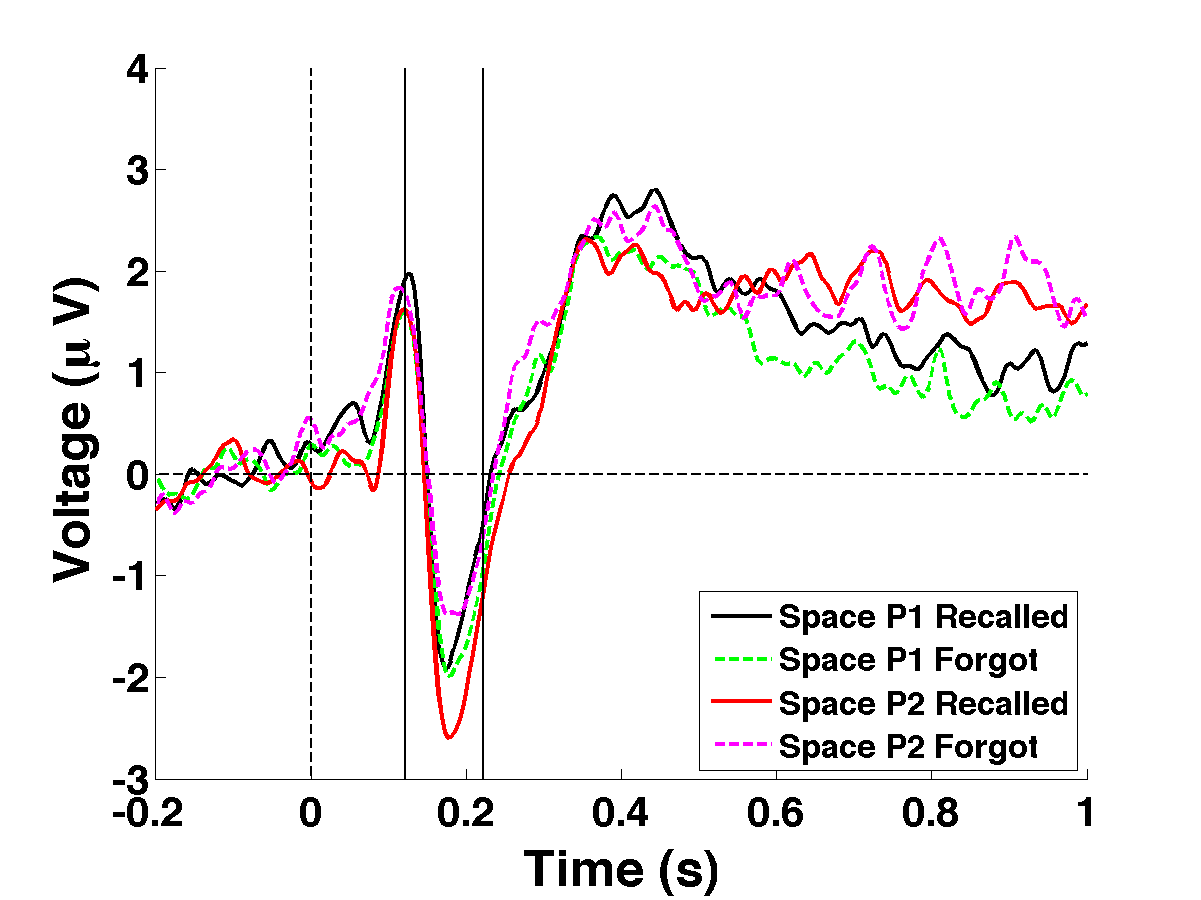 4
3
2
1
0
-1
-2
-3
Voltage (μ V)
-0.2 0 0.2 0.4 0.6 0.8 1
Time (s)
Space P1 Recalled
Space P1 Forgot
Space P2 Recalled
Space P2 Forgot